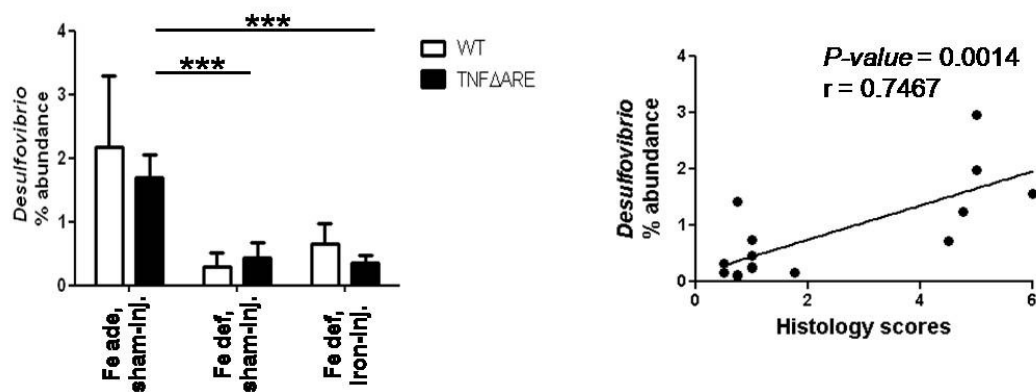 ***
***
WT
TNFΔARE
Desulfovibrio
% abundance
4
3
2
1
0
Fe ade,
sham-Inj.
Fe def,
sham-Inj.
Fe def,
Iron-Inj.
P-value = 0.0014
r = 0.7467
Desulfovibrio
% abundance
4
3
2
1
0
0
2
4
6
Histology scores